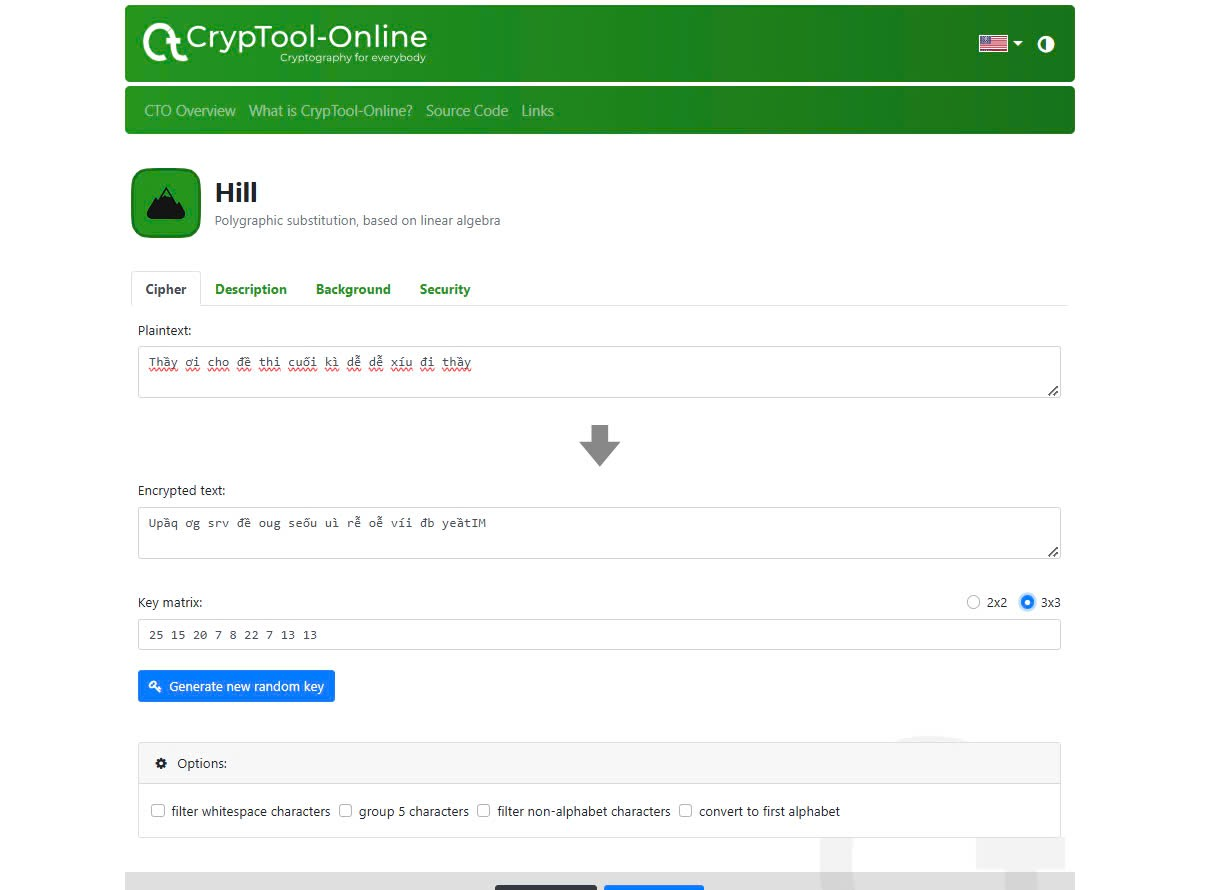 CrypTool-Online
Cryptography for everybody
CTO Overview What is CrypTool-Online? Source Code Links
Hill
Polygraphic substitution, based on linear algebra
Cipher Description Background Security
Plaintext:
Thầy ơi cho đề thi cuối kì dễ dễ xíu đi thầy
Encrypted text:
Upầq ơg srv đề oug seốu uì rễ oễ víi đb yeầtIM
Key matrix: 2x2 3x3
25 15 20 7 8 22 7 13 13
Generate new random key
Options:
filter whitespace characters group 5 characters filter non-alphabet characters convert to first alphabet